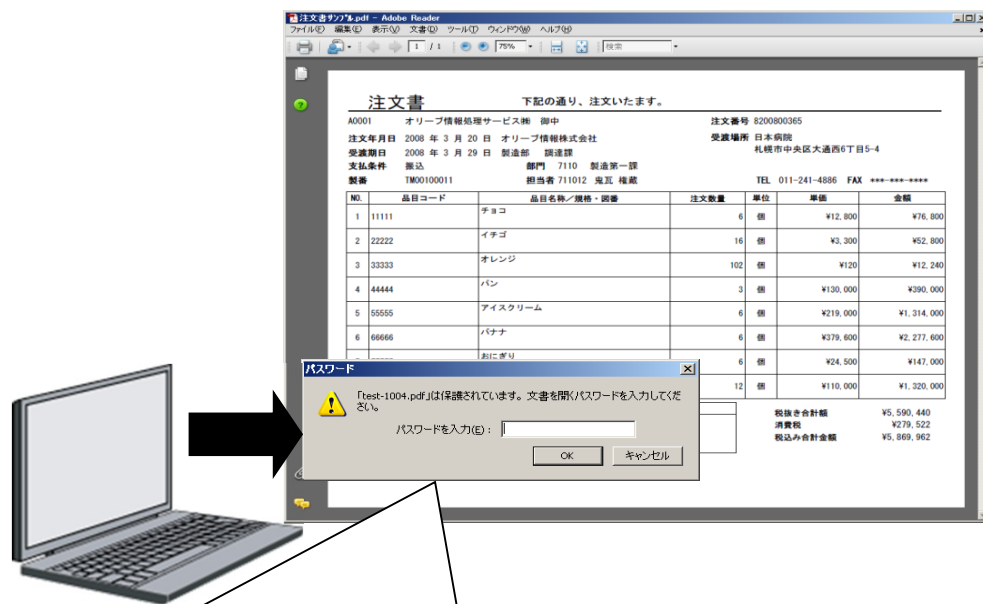 注文書ｻﾝﾌﾟﾙ.pdf - Adobe Reader
ファイル(F) 編集(E) 表示(V) 文書(D) ツール(T) ウィンドウ(W) ヘルプ(H)
1 / 1 75% 検索
注文書 下記の通り、注文いたます。
A0001 オリーブ情報処理サービス㈱ 御中 注文番号 8200800365
注文年月日 2008 年 3 月 20 日 オリーブ情報株式会社 受渡場所 日本病院
受渡期日 2008 年 3 月 29 日 製造部 調達課 札幌市中央区大通西6丁目5-4
支払条件 振込 部門 7110 製造第一課
製番 TM00100011 担当者 711012 鬼瓦 権蔵 TEL 011-241-4886 FAX ***-***-****
NO. 品目コード 品目名称／規格・図番 注文数量 単位 単価 金額
1 11111 チョコ 6 個 ¥12,800 ¥76,800
2 22222 イチゴ 16 個 ¥3,300 ¥52,800
3 33333 オレンジ 102 個 ¥120 ¥12,240
4 44444 パン 3 個 ¥130,000 ¥390,000
5 55555 アイスクリーム 6 個 ¥219,000 ¥1,314,000
6 66666 バナナ 6 個 ¥379,600 ¥2,277,600
おにぎり 6 個 ¥24,500 ¥147,000
12 個 ¥110,000 ¥1,320,000
税抜き合計額 ¥5,590,440
消費税 ¥279,522
税込み合計金額 ¥5,869,962
パスワード
「test-1004.pdf」は保護されています。文書を開くパスワードを入力してくだ
さい。
パスワードを入力(E)：
OK キャンセル